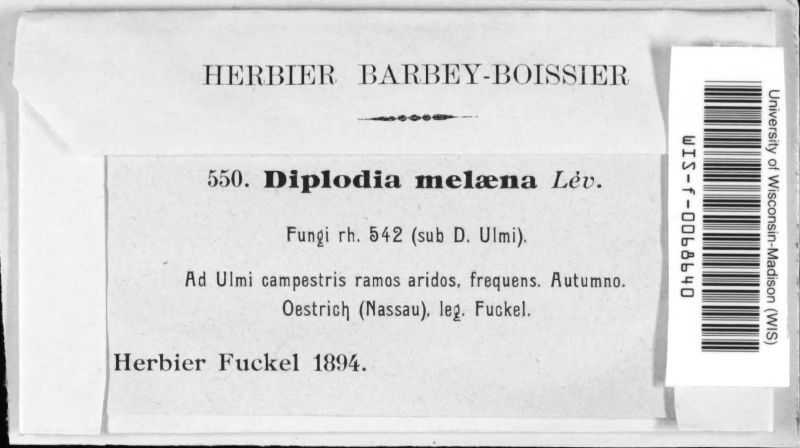 HERBIER BARBEY-BOISSIER
550. Diplodia melæna Lév.
Fungi rh. 542 (sub D. Ulmi).
Ad Ulmi campestris ramos aridos, frequens. Autumno.
Oestrich (Nassau), leg. Fuckel.
Herbier Fuckel 1894.
University of Wisconsin-Madison (WIS)
WIS-f-0068640